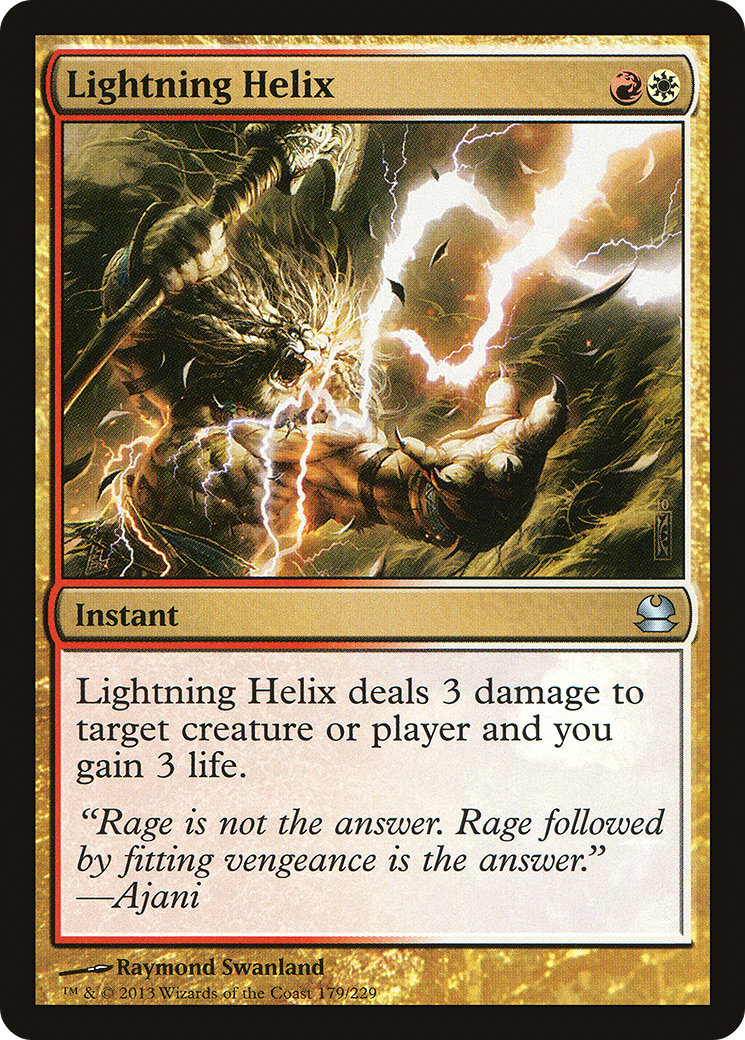 Lightning Helix
Instant
Lightning Helix deals 3 damage to
target creature or player and you
gain 3 life.
“Rage is not the answer. Rage followed
by fitting vengeance is the answer.”
—Ajani
Raymond Swanland
™ & © 2013 Wizards of the Coast 179/229